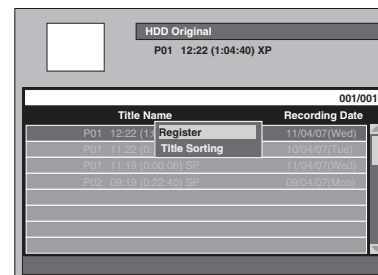 HDD Original
P01 12:22 (1:04:40) XP
001/001
Title Name Recording Date
P01 12:22 (1:0 Register 11/04/07(Wed)
P01 11:22 (0: Title Sorting 10/04/07(Tue)
P01 11:19 (0:00:06) SP 11/04/07(Wed)
P02 09:19 (0:22:40) SP 09/04/07(Mon)